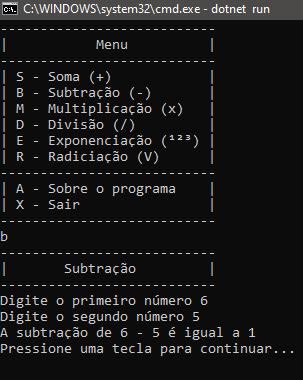 C:\WINDOWS\system32\cmd.exe - dotnet run
---------------------------
|           Menu          |
---------------------------
| S - Soma (+)            |
| B - Subtração (-)       |
| M - Multiplicação (x)   |
| D - Divisão (/)         |
| E - Exponenciação (¹²³) |
| R - Radiciação (V)      |
---------------------------
| A - Sobre o programa    |
| X - Sair                |
---------------------------
b
---------------------------
|       Subtração         |
---------------------------
Digite o primeiro número 6
Digite o segundo número 5
A subtração de 6 - 5 é igual a 1
Pressione uma tecla para continuar...